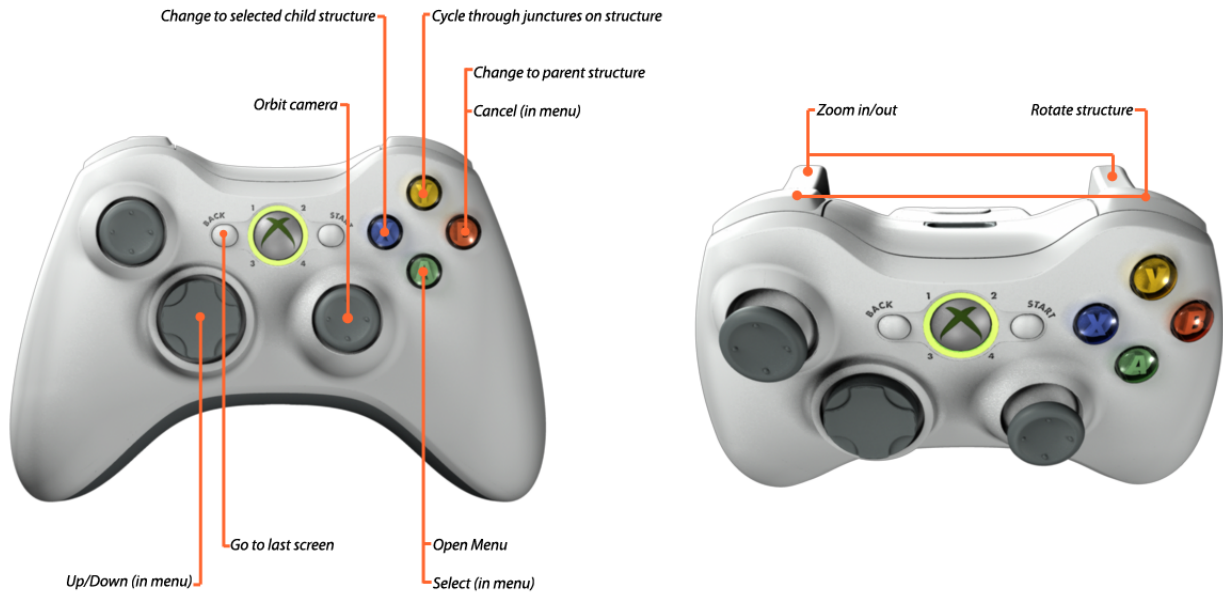 Change to selected child structure
Cycle through junctures on structure
Change to parent structure
Orbit camera
Cancel (in menu)
Zoom in/out
Rotate structure
Y
BACK
1
2
START
X
B
3
4
A
Y
BACK
1
2
START
X
B
3
4
A
Go to last screen
Open Menu
Up/Down (in menu)
Select (in menu)